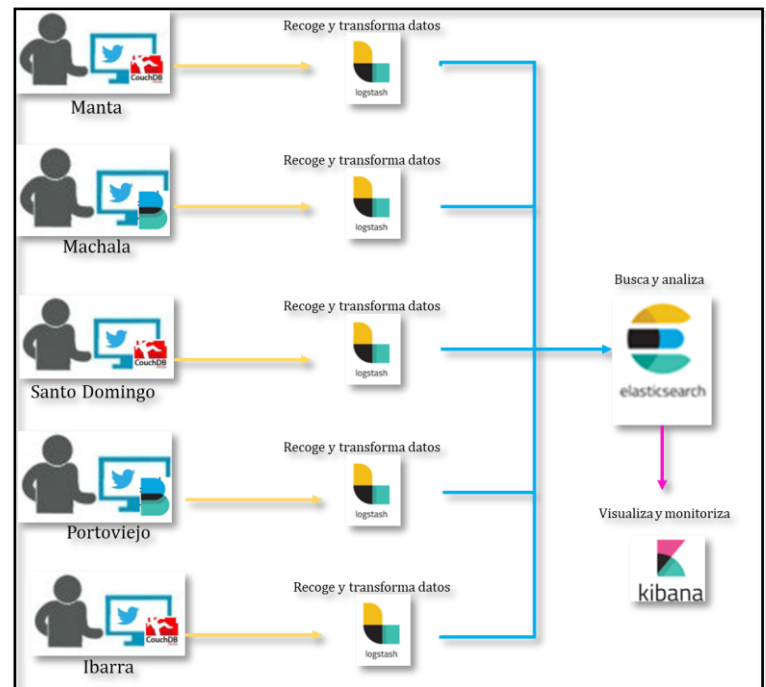 Recoge y transforma datos
CouchDB
logstash
Manta
Recoge y transforma datos
logstash
Machala
Recoge y transforma datos
CouchDB
logstash
Santo Domingo
Busca y analiza
elasticsearch
Recoge y transforma datos
logstash
Portoviejo
Visualiza y monitoriza
kibana
Recoge y transforma datos
CouchDB
logstash
Ibarra